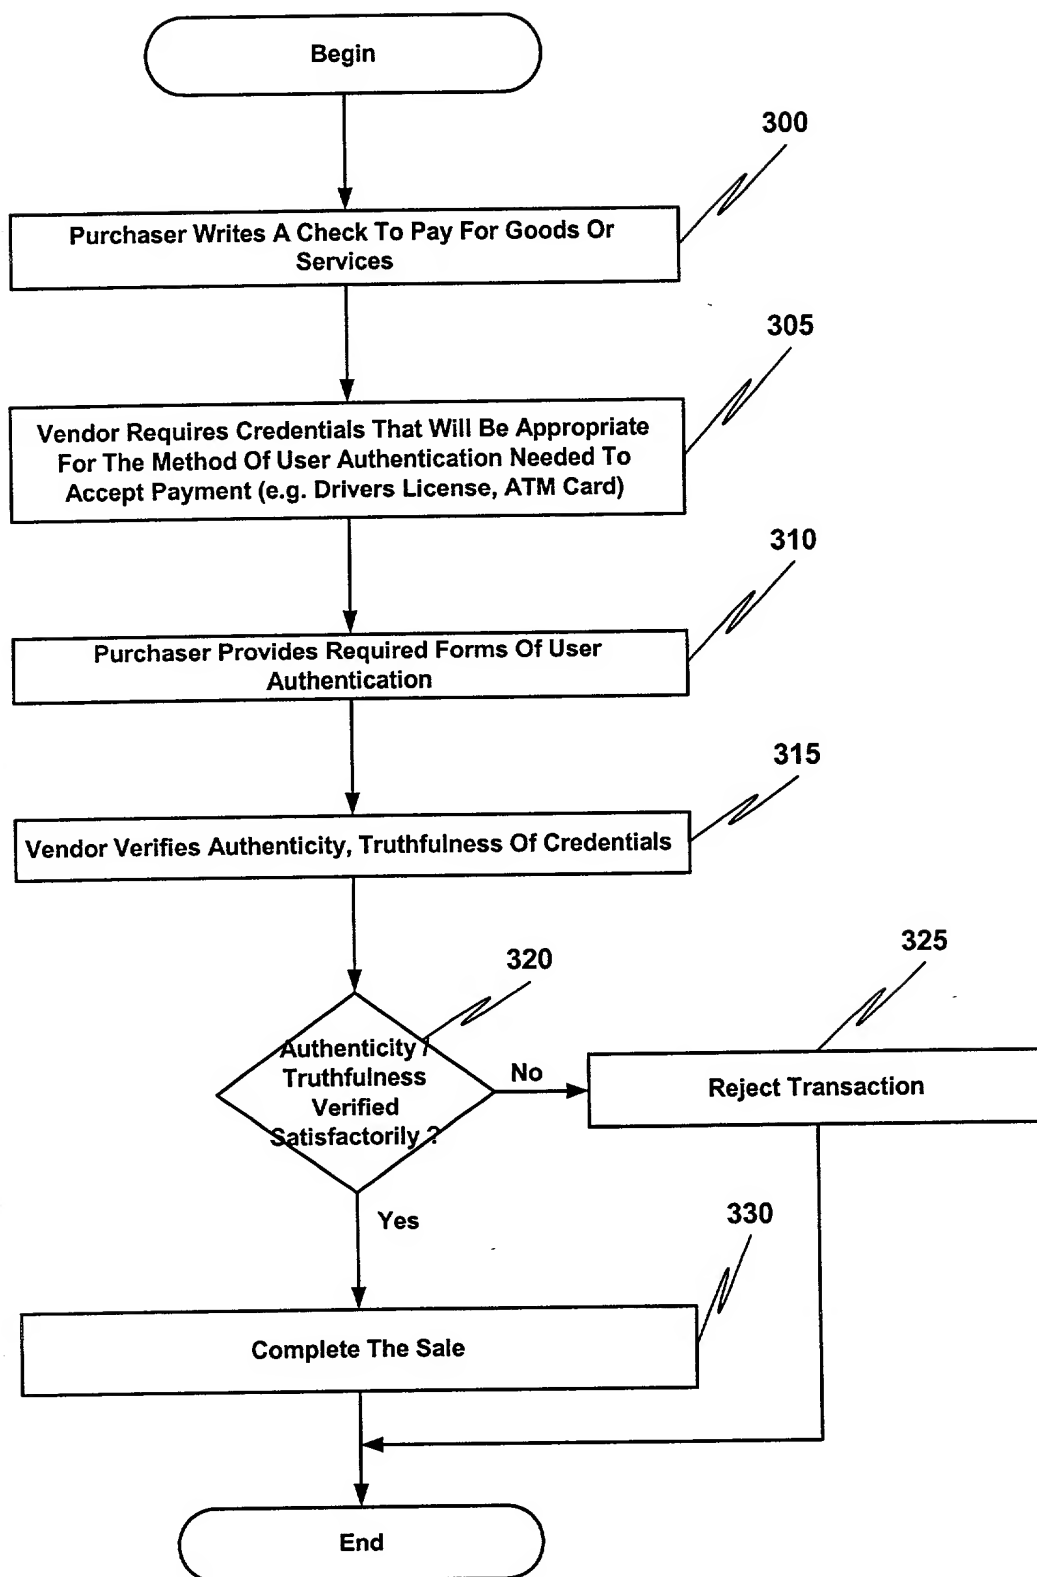 Begin
300
Purchaser Writes A Check To Pay For Goods Or
Services
305
Vendor Requires Credentials That Will Be Appropriate
For The Method Of User Authentication Needed To
Accept Payment (e.g. Drivers License, ATM Card)
310
Purchaser Provides Required Forms Of User
Authentication
315
Vendor Verifies Authenticity, Truthfulness Of Credentials
320
325
Authenticity /
Truthfulness
Verified
Satisfactorily ?
No
Reject Transaction
Yes
330
Complete The Sale
End